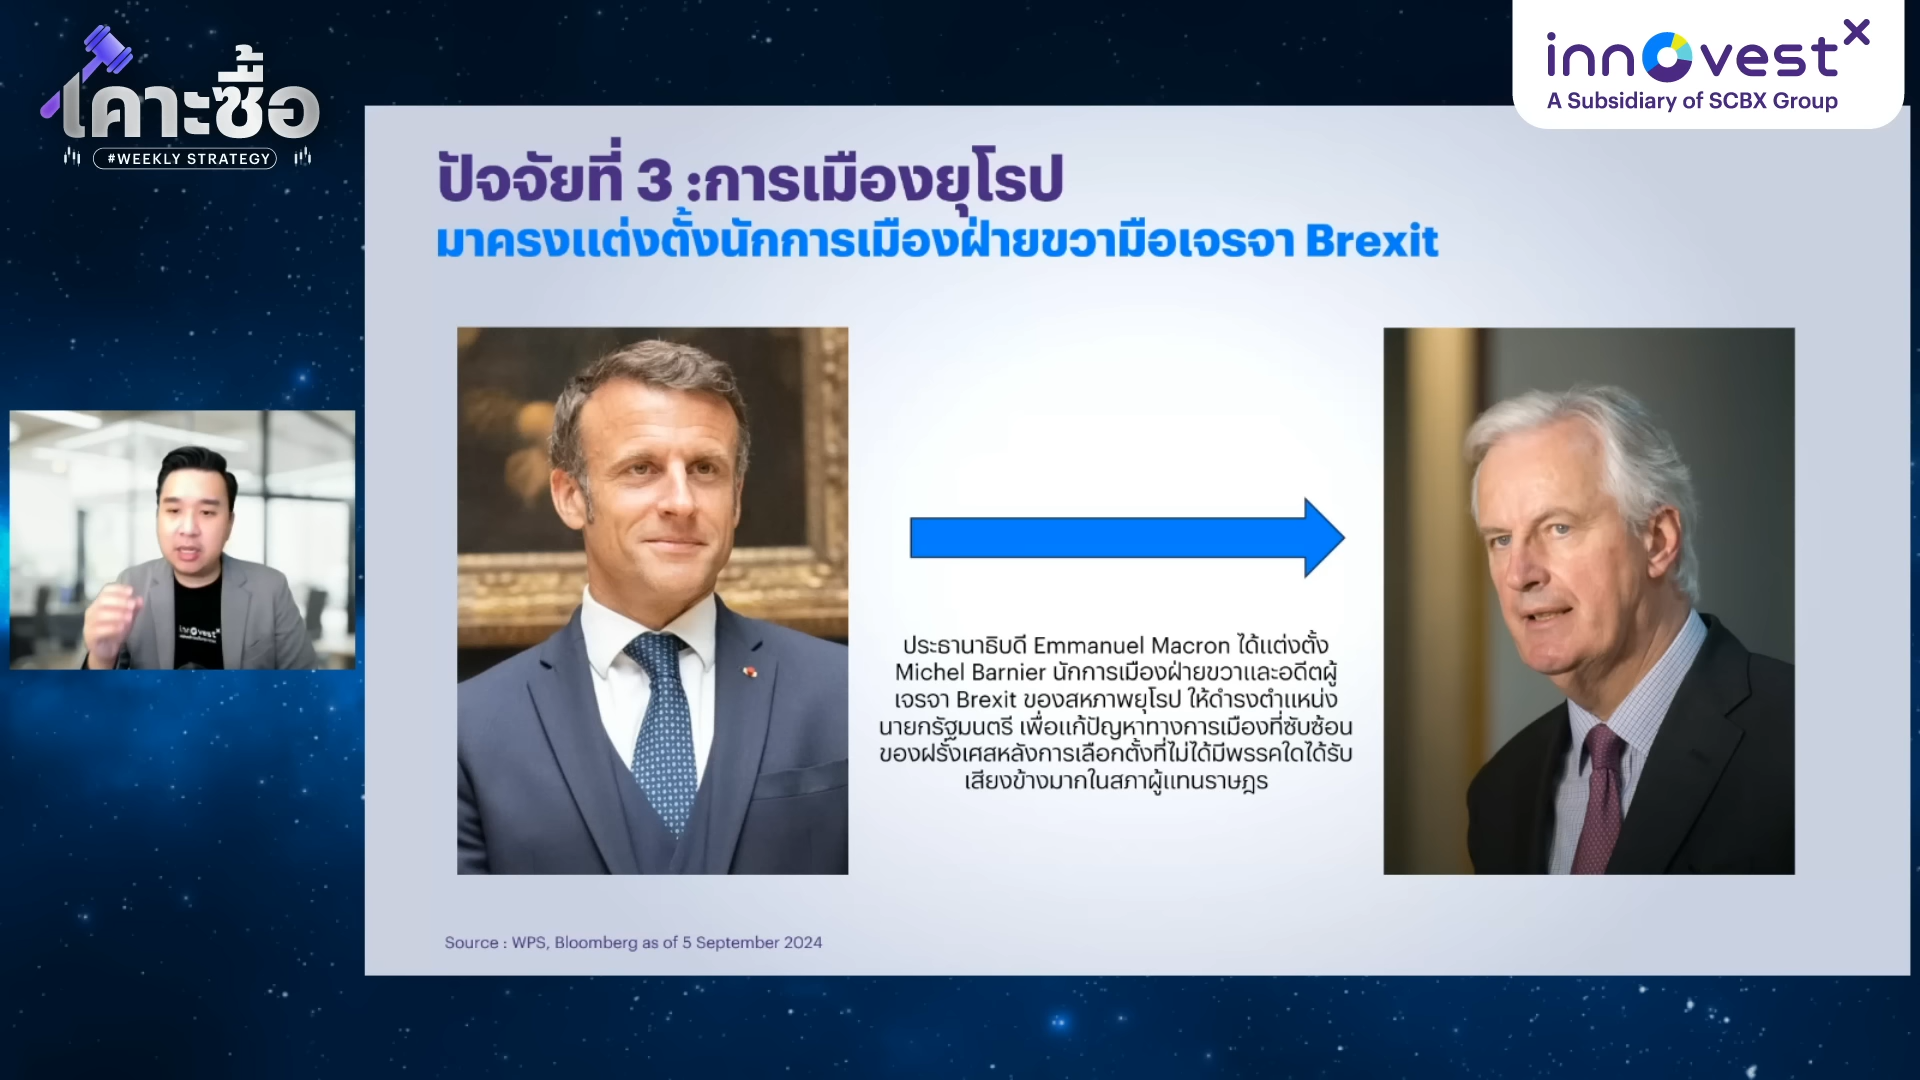 เคาะซื้อ
#WEEKLY STRATEGY
innovestx
A Subsidiary of SCBX Group
ปัจจัยที่ 3 :การเมืองยุโรป
มาครงแต่งตั้งนักการเมืองฝ่ายขวามือเจรจา Brexit
ประธานาธิบดี Emmanuel Macron ได้แต่งตั้ง
Michel Barnier นักการเมืองฝ่ายขวาและอดีตผู้
เจรจา Brexit ของสหภาพยุโรป ให้ดำรงตำแหน่ง
นายกรัฐมนตรี เพื่อแก้ปัญหาทางการเมืองที่ซับซ้อน
ของฝรั่งเศสหลังการเลือกตั้งที่ไม่ได้มีพรรคใดได้รับ
เสียงข้างมากในสภาผู้แทนราษฎร
innovestx
Source : WPS, Bloomberg as of 5 September 2024